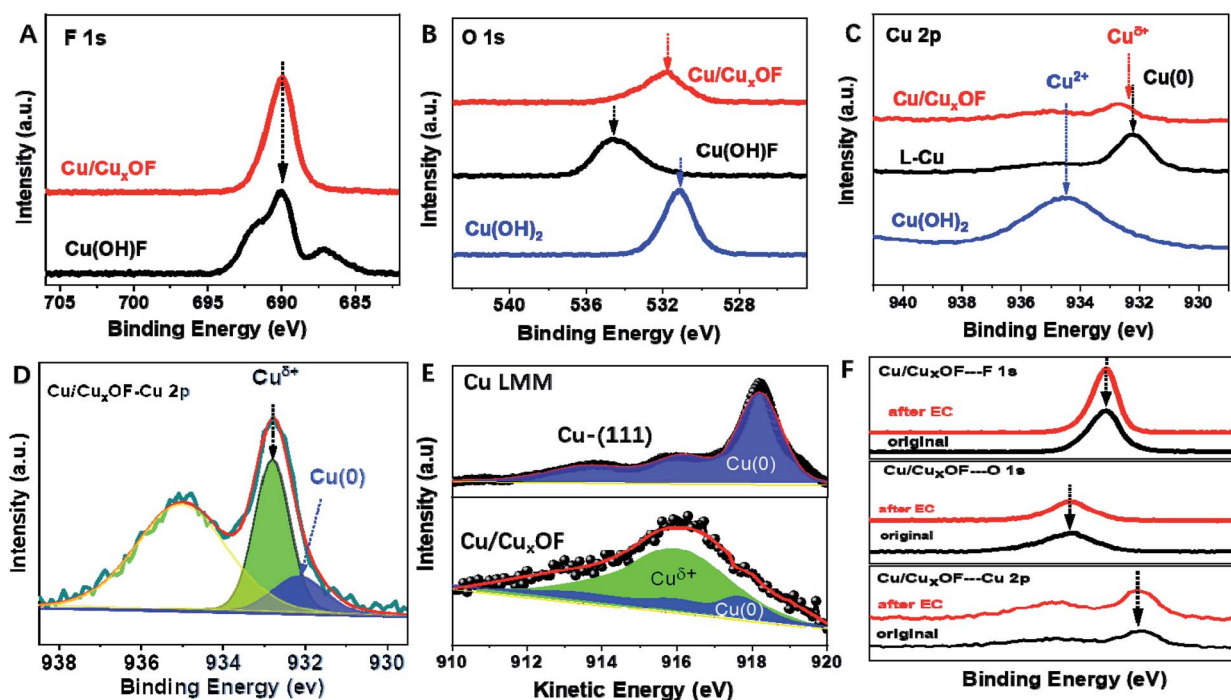 A
F 1s
Cu/CuxOF
Cu(OH)F
Intensity (a.u.)
705 700 695 690 685
Binding Energy (eV)
B
O 1s
Cu/CuxOF
Cu(OH)F
Cu(OH)2
Intensity (a.u.)
540 536 532 528
Binding Energy (eV)
C
Cu 2p
Cuδ+
Cu2+
Cu(0)
Cu/CuxOF
L-Cu
Cu(OH)2
Intensity (a.u.)
940 938 936 934 932 930
Binding Energy (ev)
D
Cu/CuxOF-Cu 2p
Cuδ+
Cu(0)
Intensity (a.u.)
938 936 934 932 930
Binding Energy (ev)
E
Cu LMM
Cu-(111)
Cu(0)
Cu/CuxOF
Cuδ+
Cu(0)
Intensity (a.u)
910 912 914 916 918 920
Kinetic Energy (eV)
F
Cu/CuxOF---F 1s
after EC
original
Cu/CuxOF---O 1s
after EC
original
Cu/CuxOF---Cu 2p
after EC
original
Intensity (a.u.)
Binding Energy (eV)